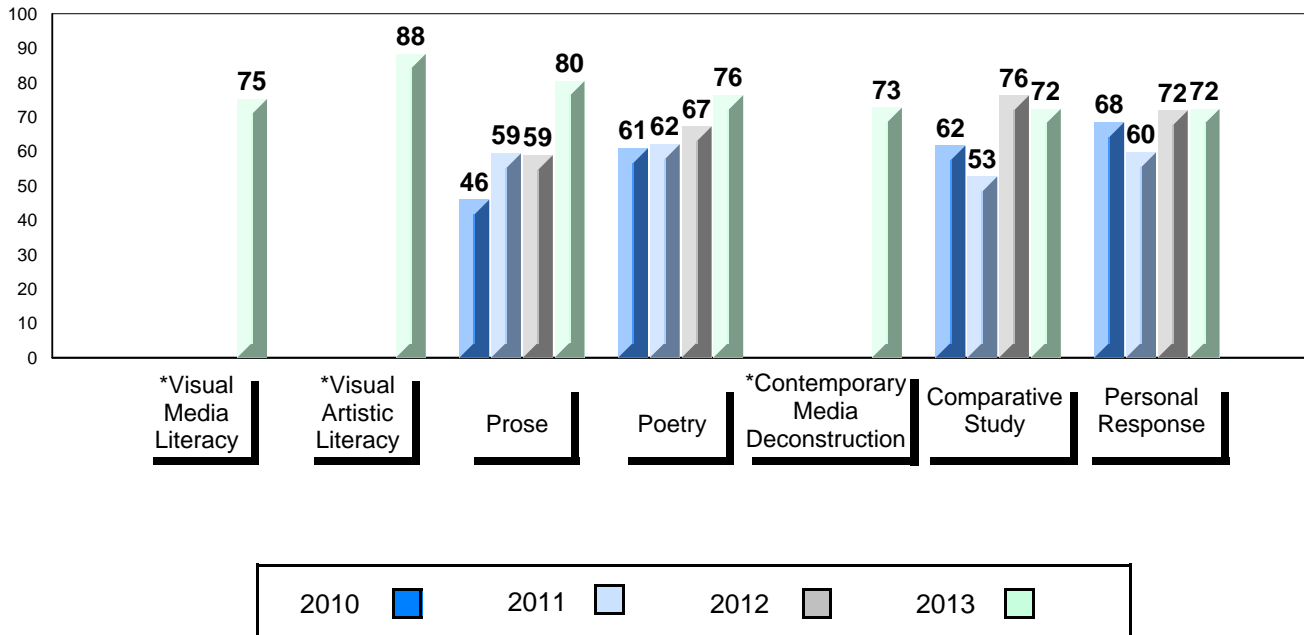 100
90
80
70
60
50
40
30
20
10
0
75
88
46
59
59
80
61
62
67
76
73
62
53
76
72
68
60
72
72
*Visual
Media
Literacy
*Visual
Artistic
Literacy
Prose
Poetry
*Contemporary
Media
Deconstruction
Comparative
Study
Personal
Response
2010 2011 2012 2013